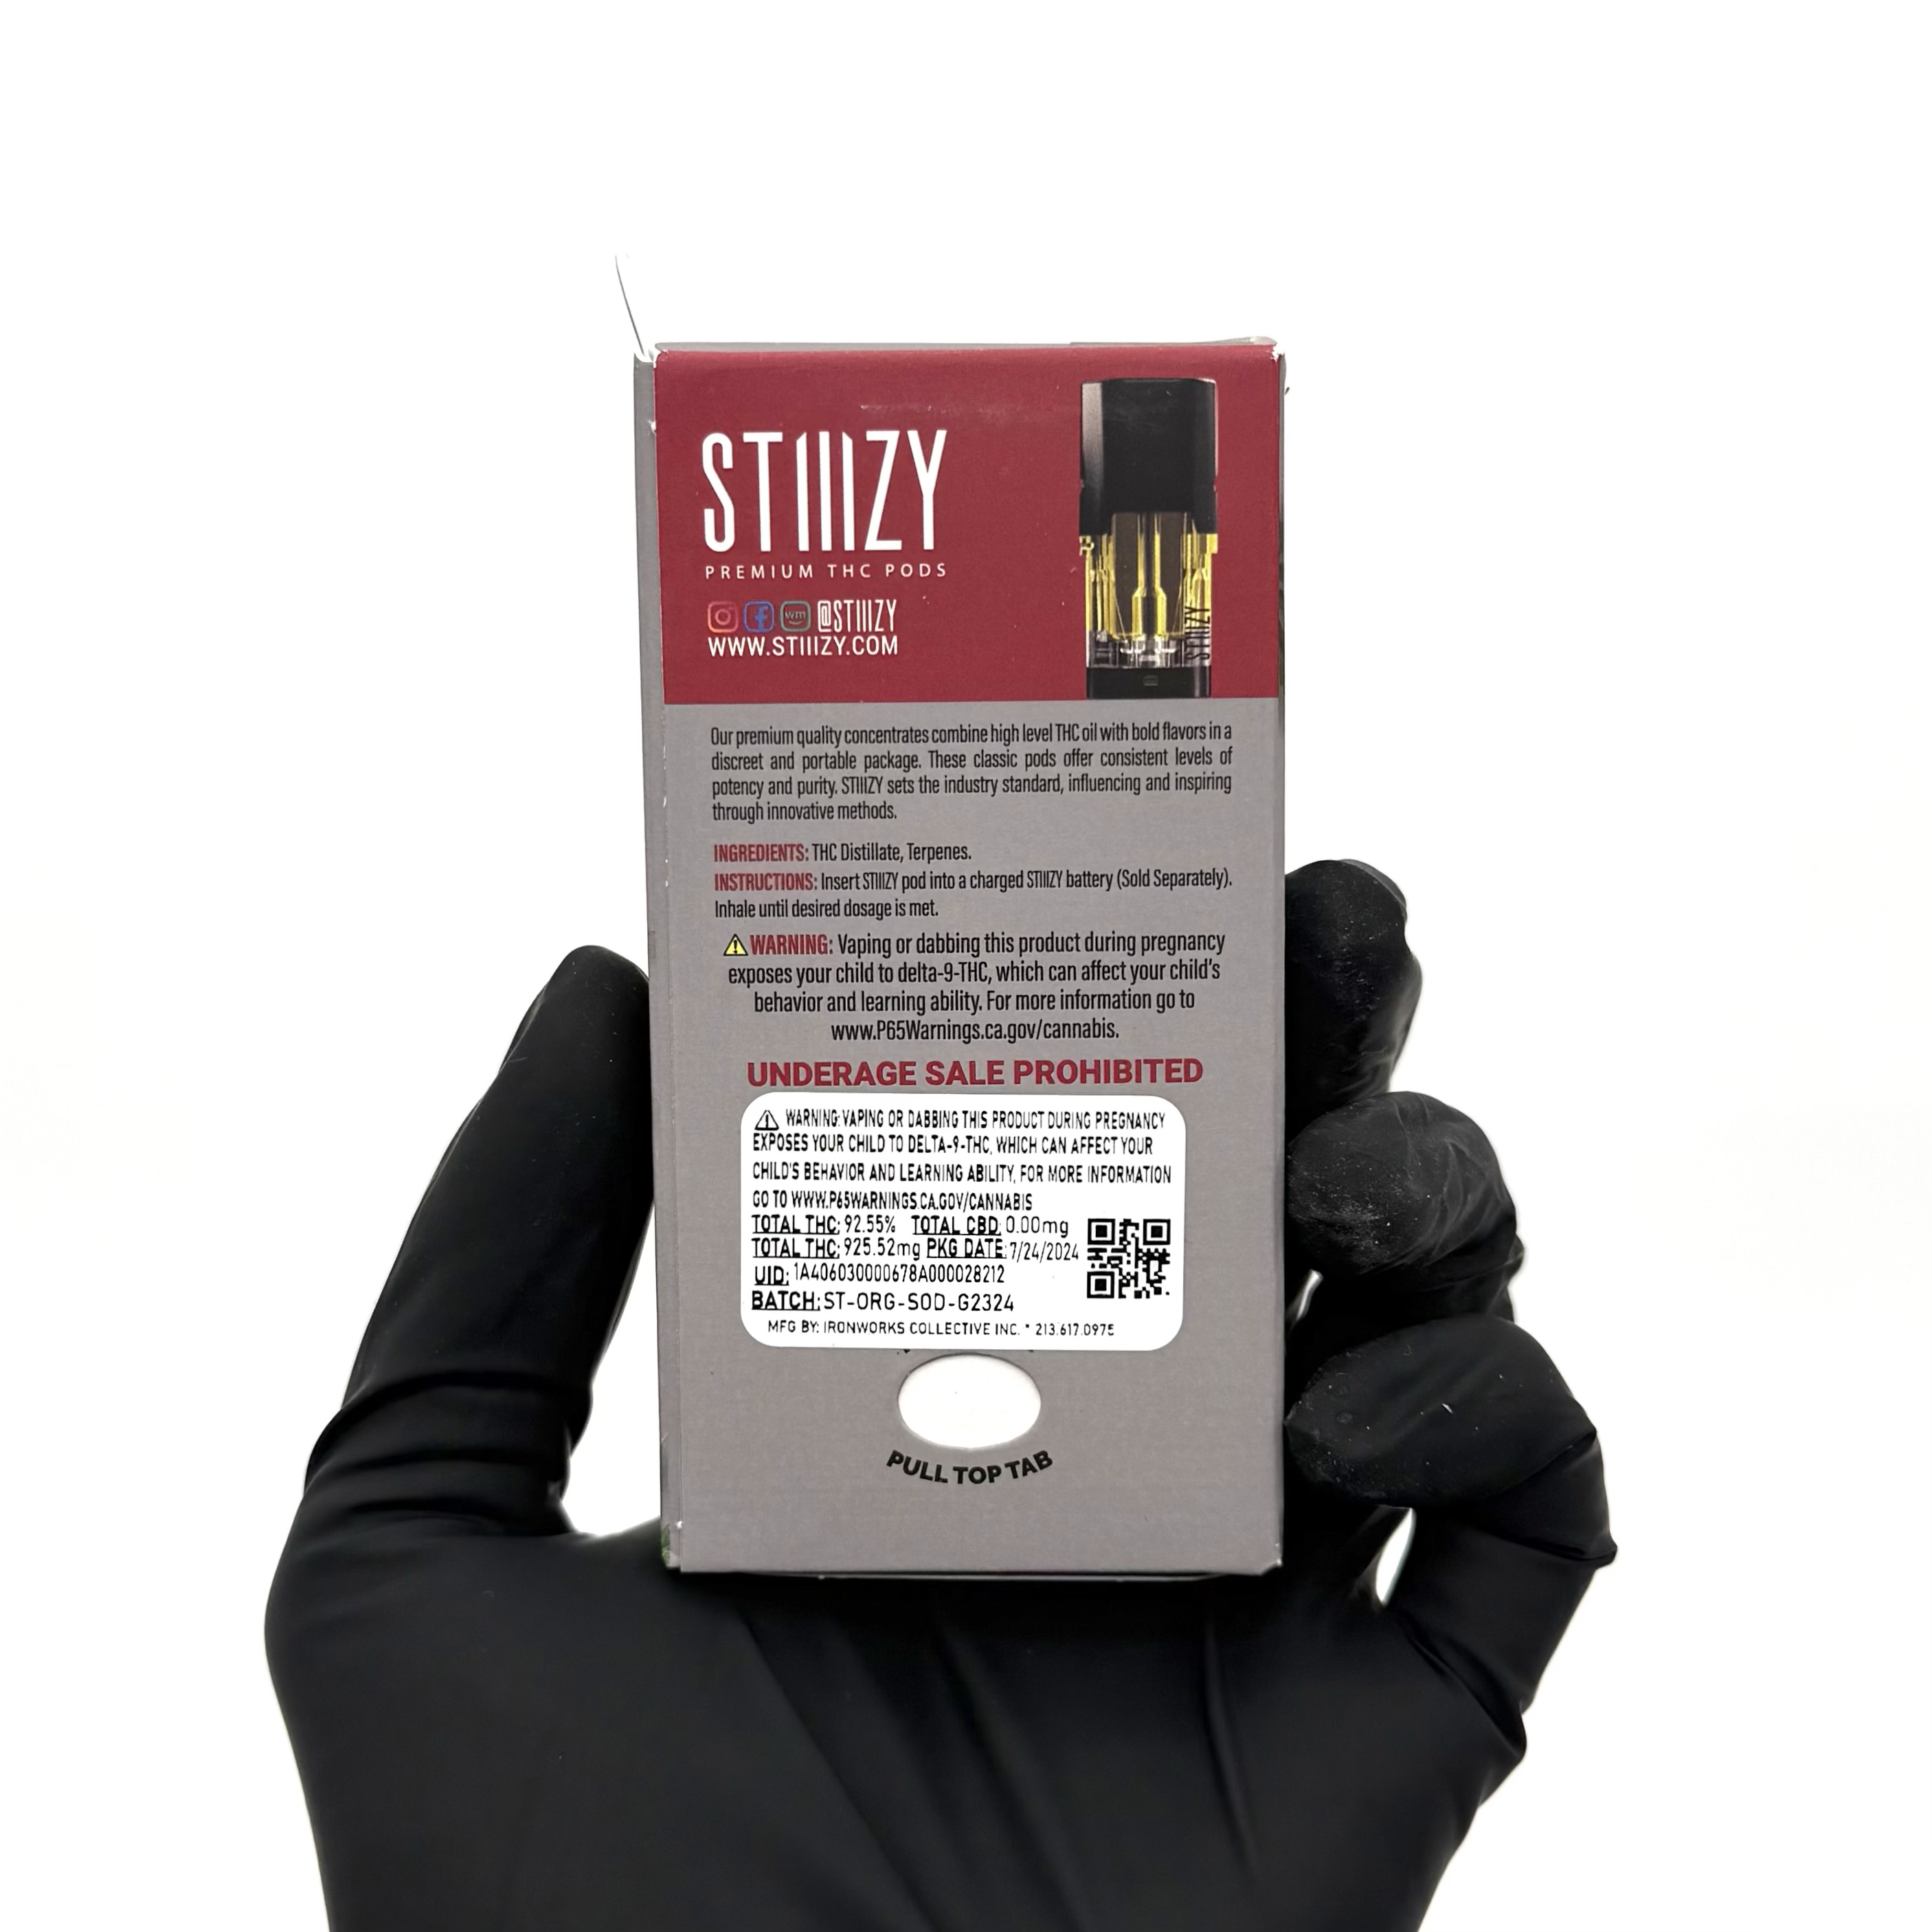 STIIIZY
PREMIUM THC PODS
wm @STIIIZY
WWW.STIIIZY.COM
STIIIZY
Our premium quality concentrates combine high level THC oil with bold flavors in a
discreet and portable package. These classic pods offer consistent levels of
potency and purity. STIIIZY sets the industry standard, influencing and inspiring
through innovative methods.
INGREDIENTS: THC Distillate, Terpenes.
INSTRUCTIONS: Insert STIIIZY pod into a charged STIIIZY battery (Sold Separately).
Inhale until desired dosage is met.
WARNING: Vaping or dabbing this product during pregnancy
exposes your child to delta-9-THC, which can affect your child's
behavior and learning ability. For more information go to
www.P65Warnings.ca.gov/cannabis.
UNDERAGE SALE PROHIBITED
WARNING: VAPING OR DABBING THIS PRODUCT DURING PREGNANCY
EXPOSES YOUR CHILD TO DELTA-9-THC, WHICH CAN AFFECT YOUR
CHILD'S BEHAVIOR AND LEARNING ABILITY, FOR MORE INFORMATION
GO TO WWW.P65WARNINGS.CA.GOV/CANNABIS
TOTAL THC: 92.55% TOTAL CBD: 0.00mg
TOTAL THC: 925.52mg PKG DATE: 7/24/2024
UID: 1A406030000678A000028212
BATCH: ST-ORG-SOD-G2324
MFG BY: IRONWORKS COLLECTIVE INC. * 213.617.0975
PULL TOP TAB